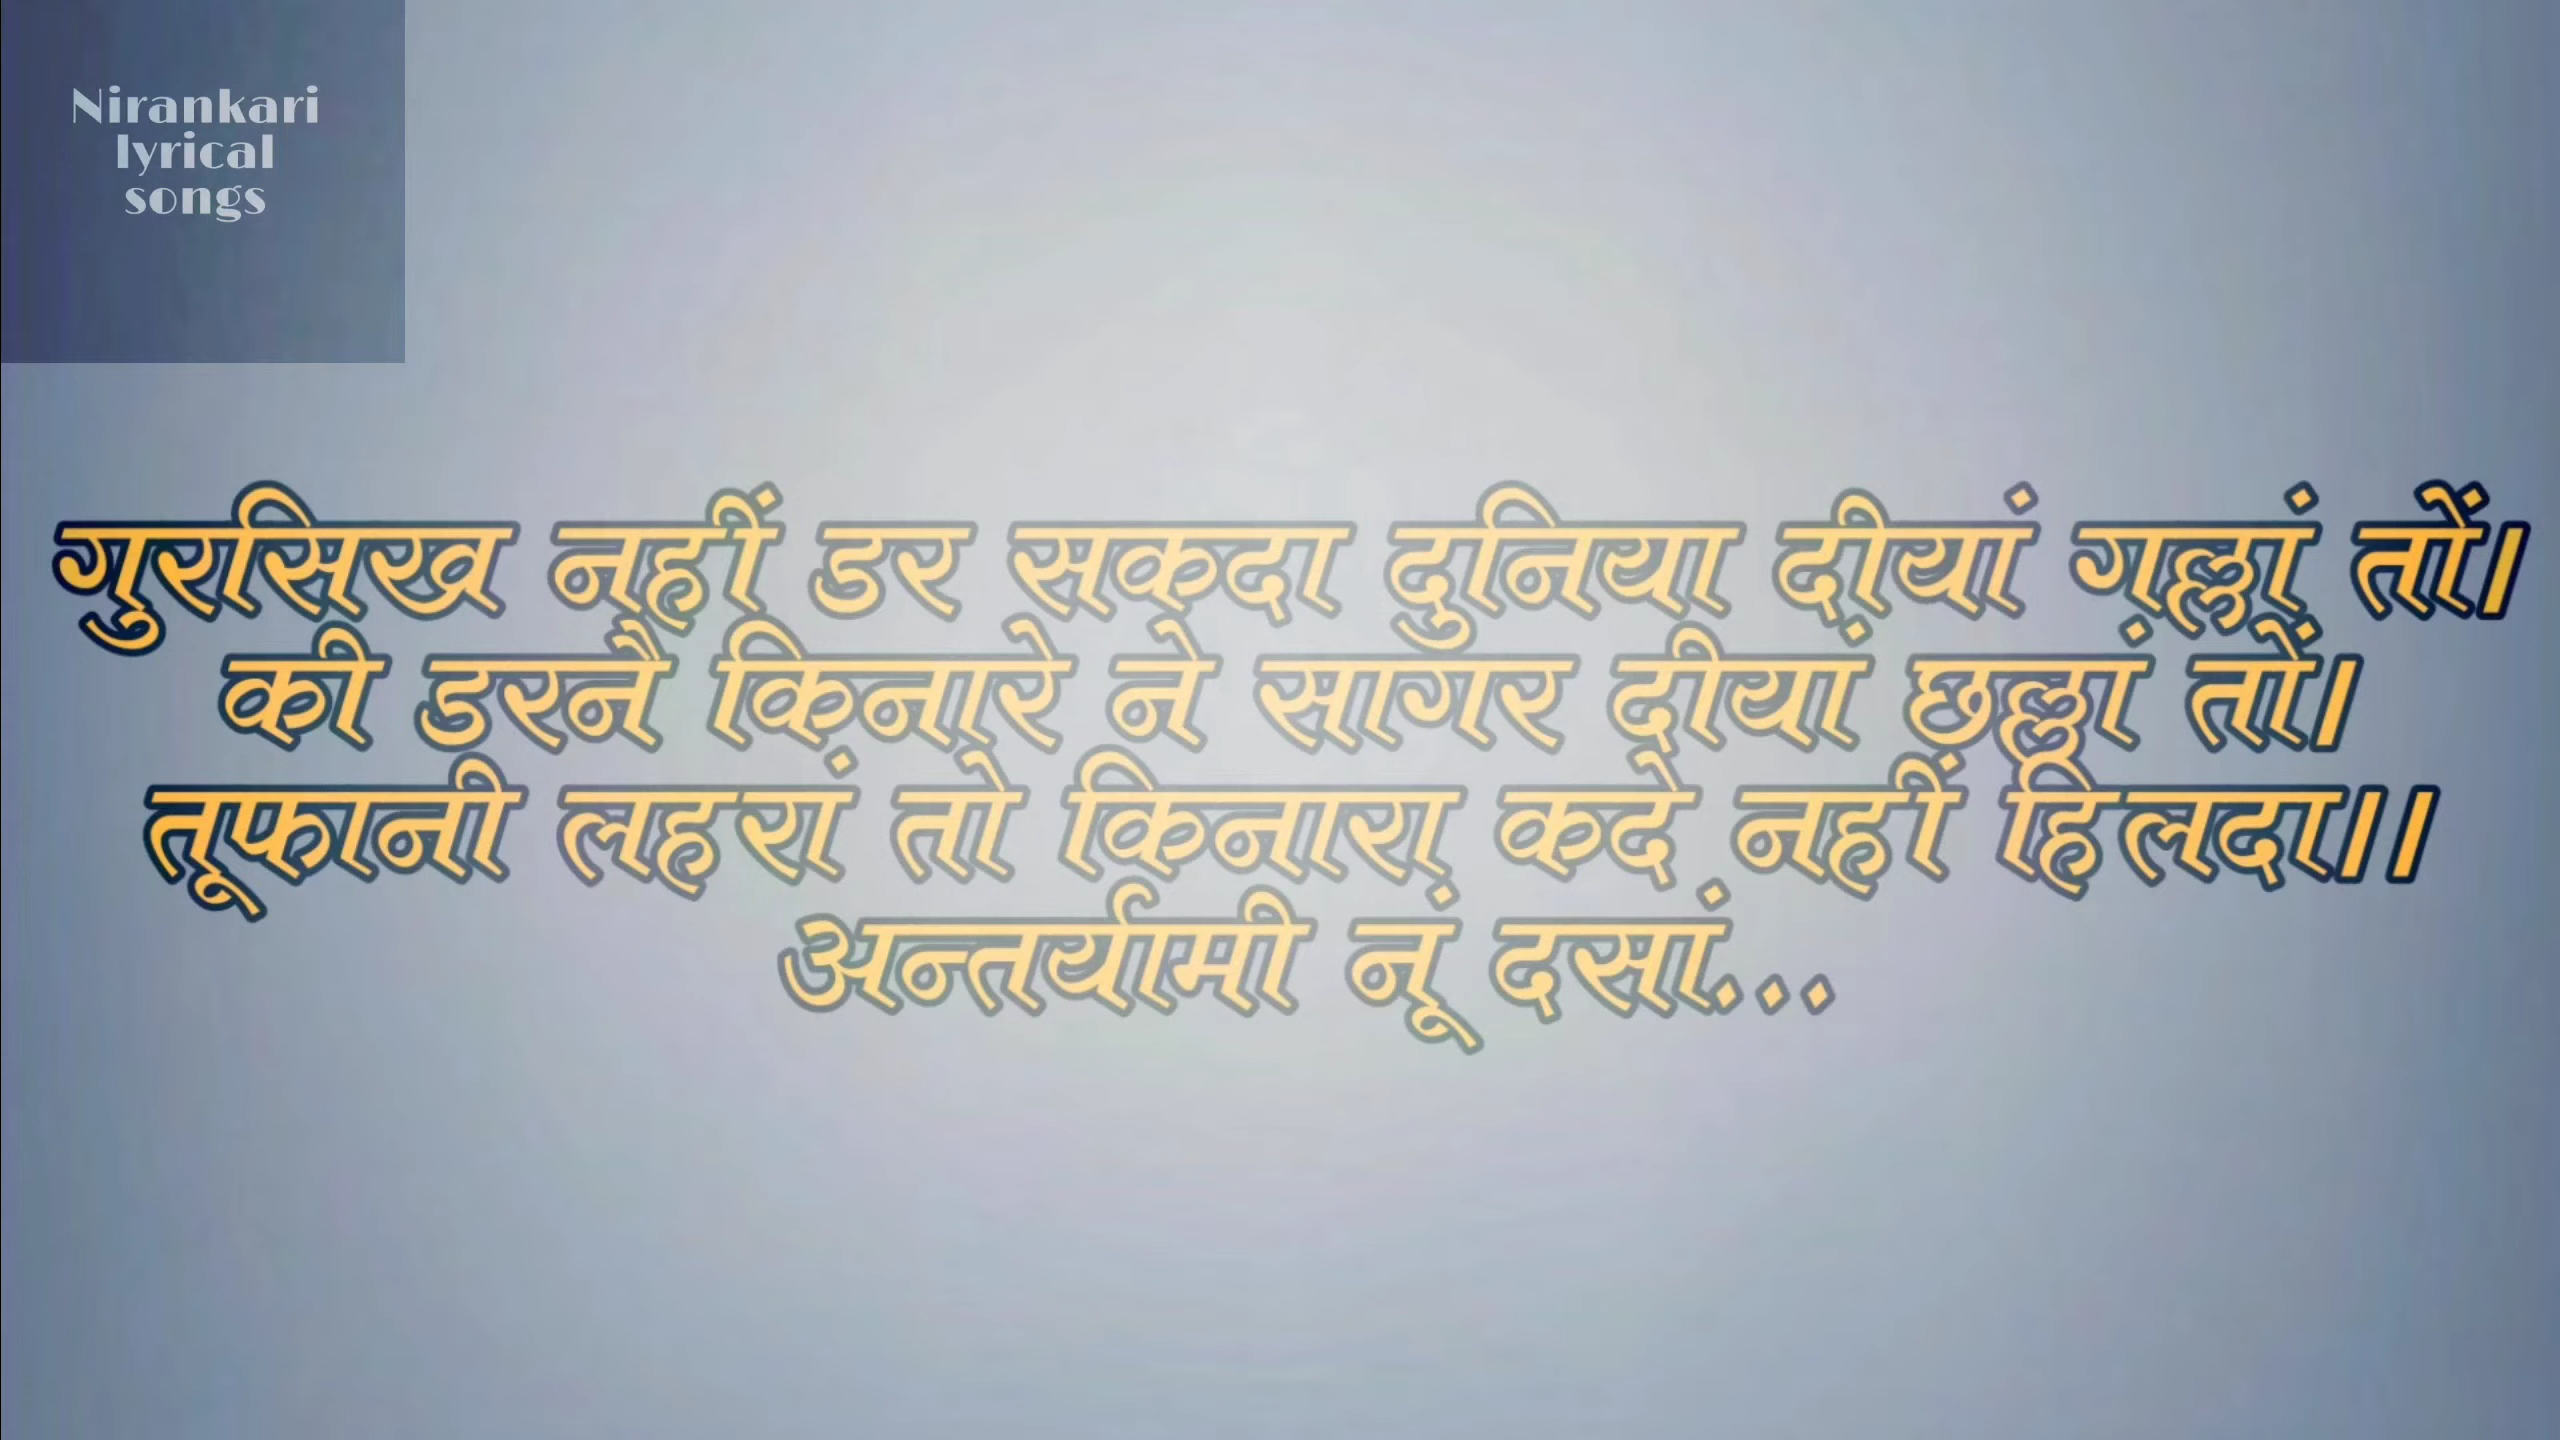 Nirankari
lyrical
songs
गुरसिख नहीं डर सकदा दुनिया दीयां गल्लां तों।
की डरनै किनारे ने सागर दीयां छल्लां तों।
तूफानी लहरां तो किनारा कदे नहीं हिलदा।।
अन्तर्यामी नूं दसां...